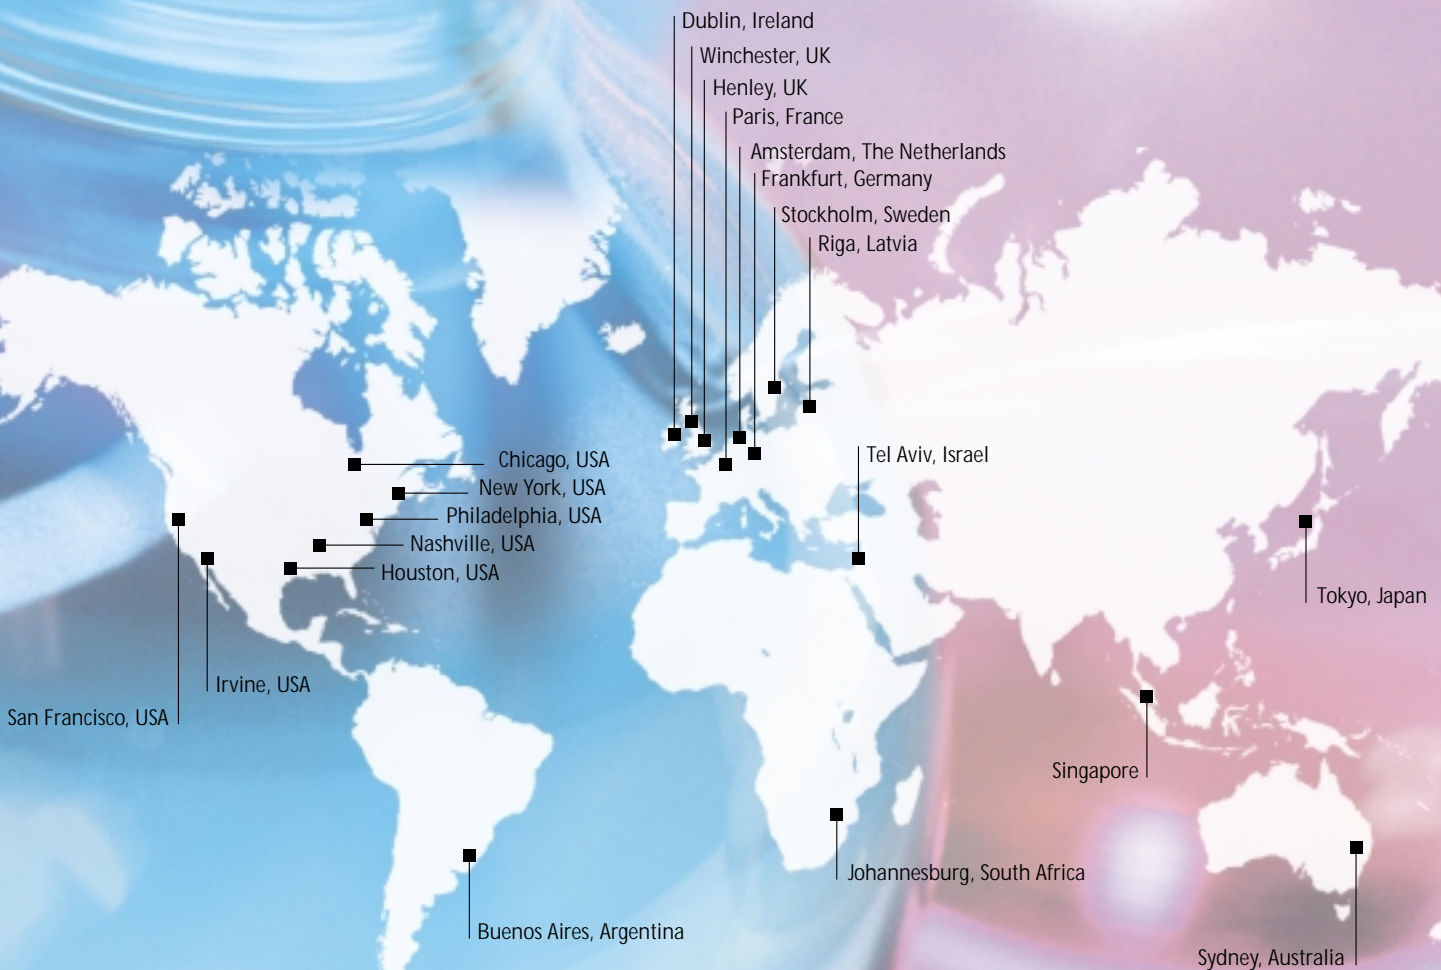 Dublin, Ireland
Winchester, UK
Henley, UK
Paris, France
Amsterdam, The Netherlands
Frankfurt, Germany
Stockholm, Sweden
Riga, Latvia
Tel Aviv, Israel
Chicago, USA
New York, USA
Philadelphia, USA
Nashville, USA
Houston, USA
Tokyo, Japan
Irvine, USA
San Francisco, USA
Singapore
Johannesburg, South Africa
Buenos Aires, Argentina
Sydney, Australia